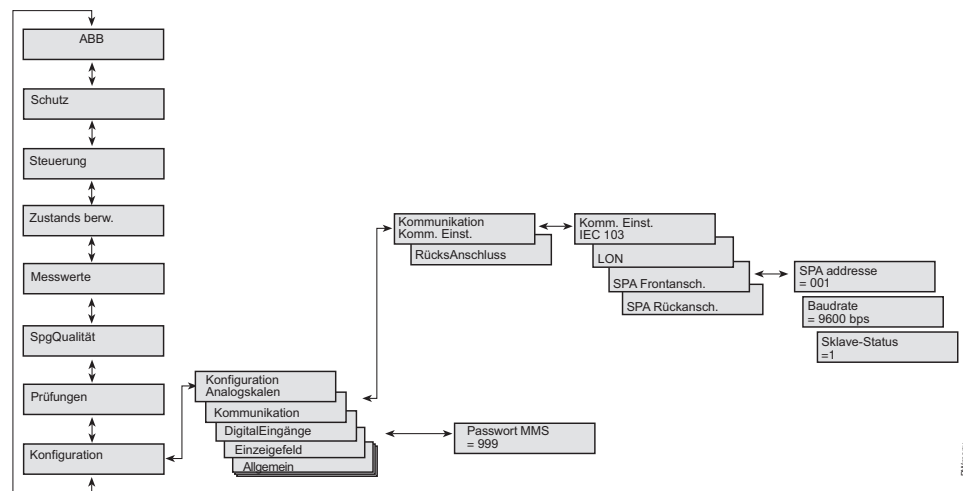 ABB
Schutz
Steuerung
Zustands berw.
Messwerte
SpgQualität
Prüfungen
Konfiguration
Konfiguration
Analogskalen
Kommunikation
DigitalEingänge
Einzeigefeld
Allgemein
Kommunikation
Komm. Einst.
RücksAnschluss
Komm. Einst.
IEC 103
LON
SPA Frontansch.
SPA Rückansch.
SPA addresse
= 001
Baudrate
= 9600 bps
Sklave-Status
=1
Passwort MMS
= 999